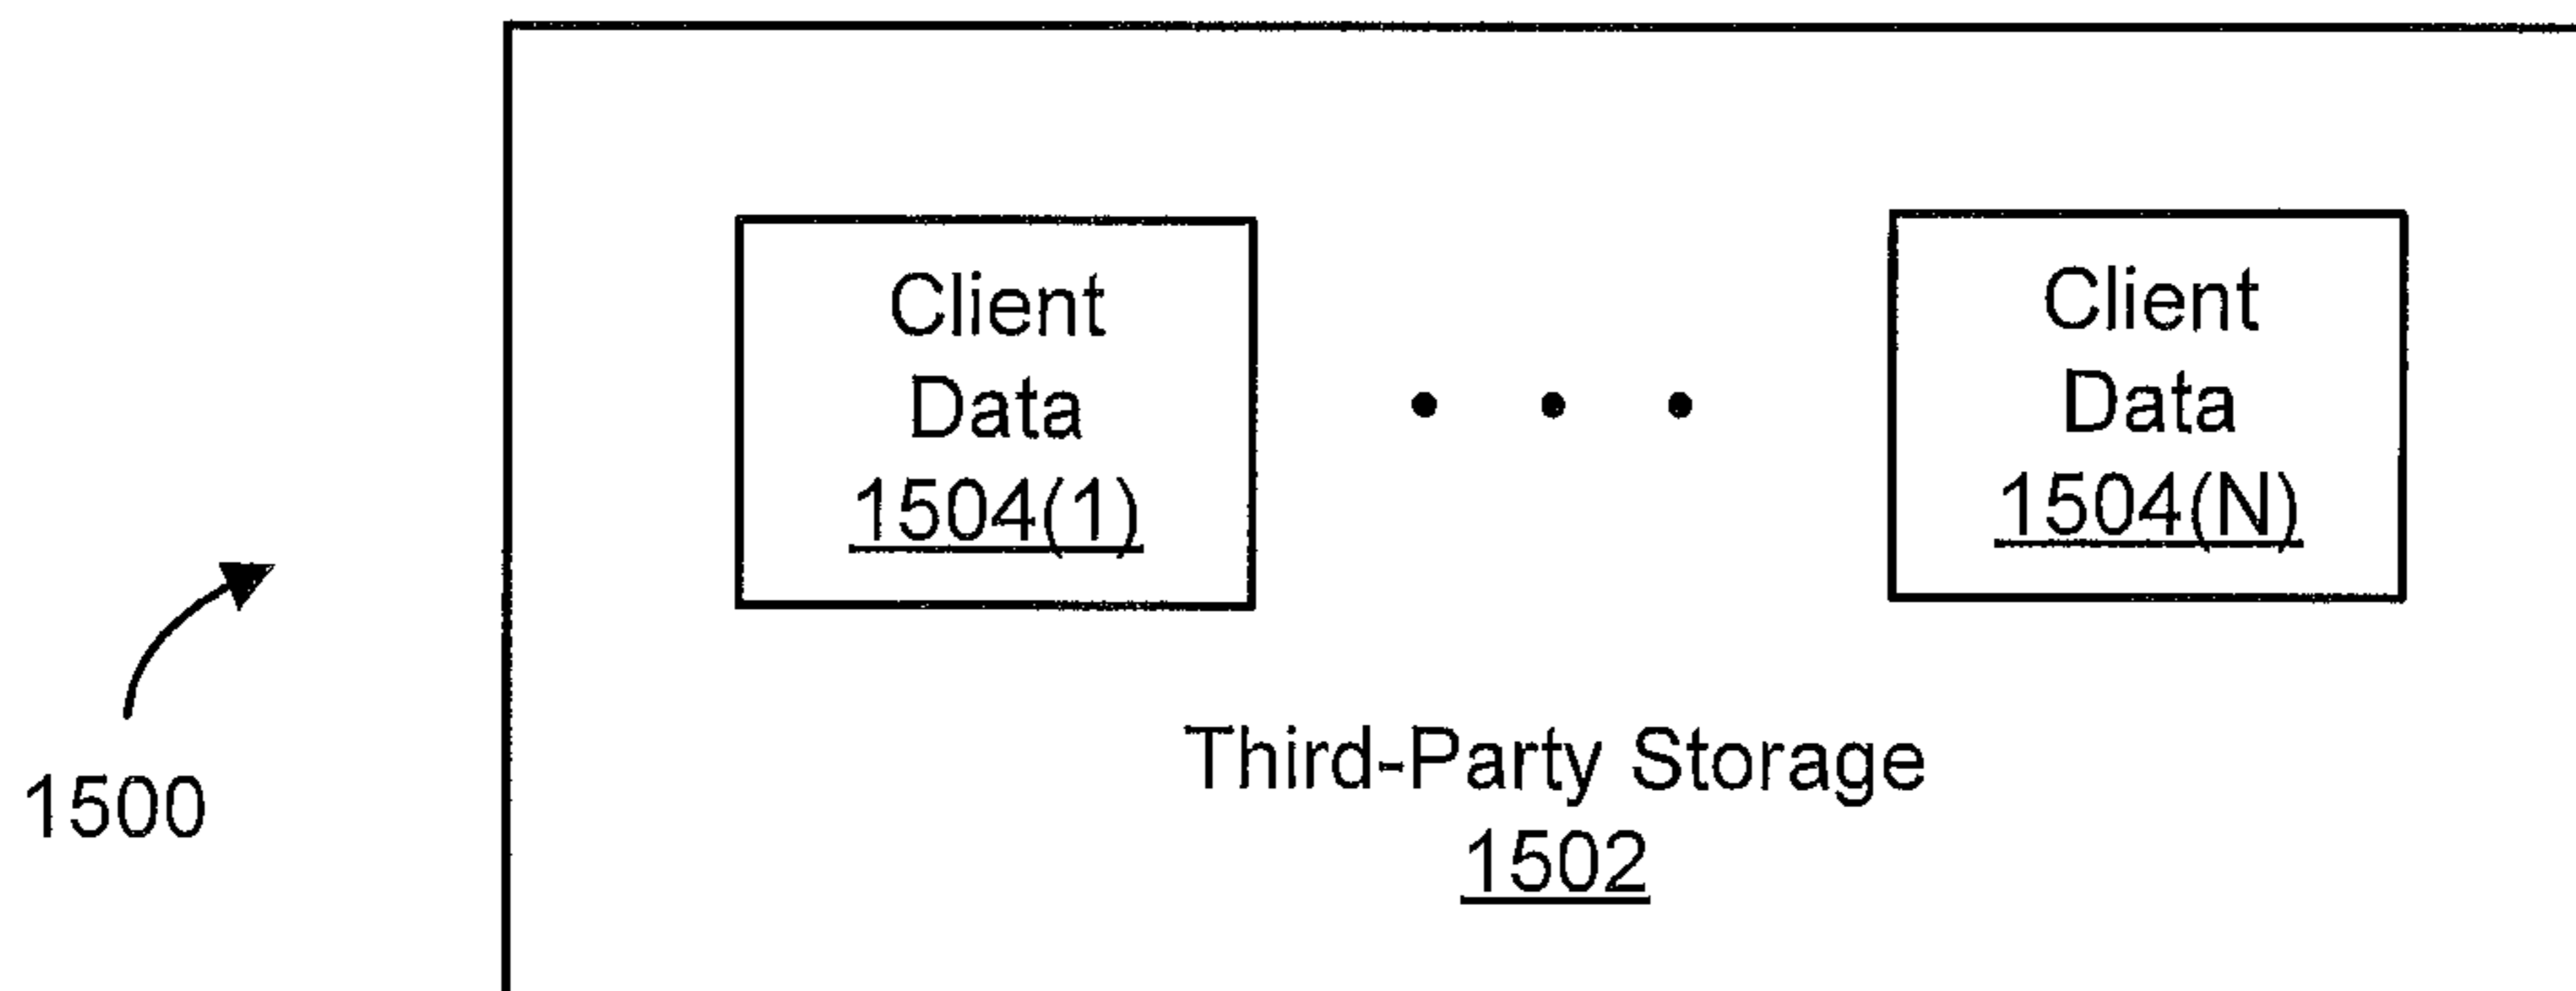 Client
Data
1504(1)
Client
Data
1504(N)
Third-Party Storage
1502
1500